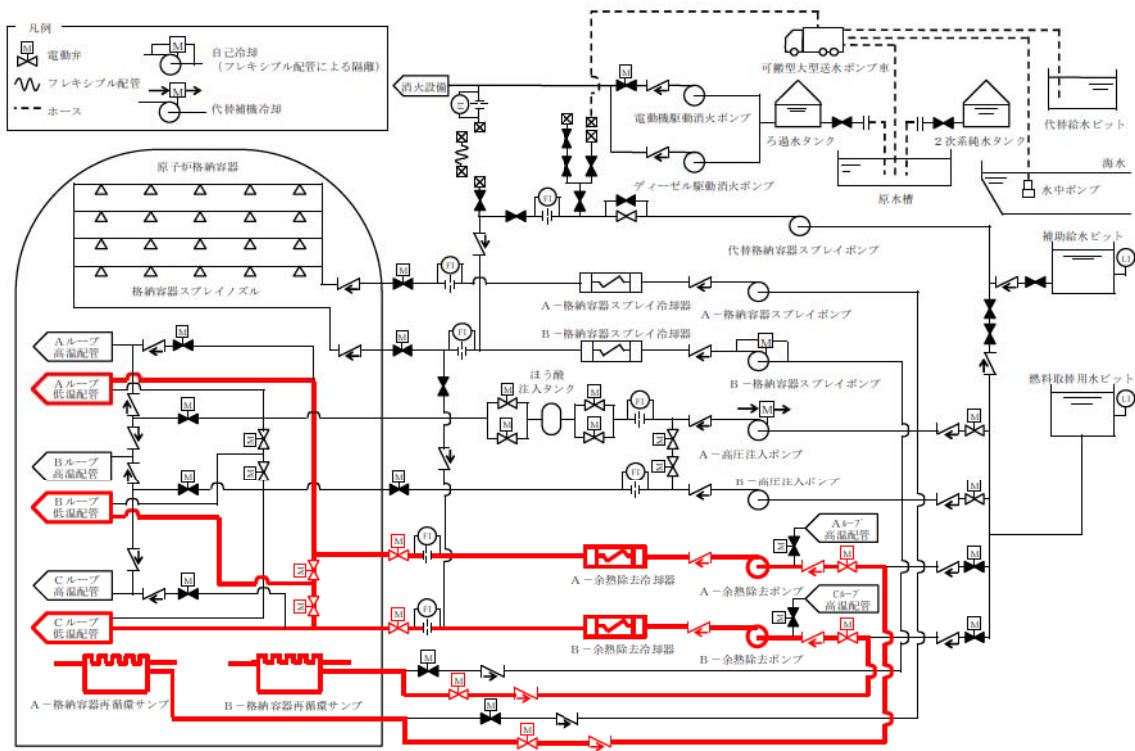 凡例
M
電動弁
フレキシブル配管
ホース
M
自己冷却
(フレキシブル配管による隔離)
M
代替補機冷却
消火設備
FI
M
電動機駆動消火ポンプ
ディーゼル駆動消火ポンプ
可搬型大型送水ポンプ車
ろ過水タンク
2次系純水タンク
代替給水ピット
原水槽
海水
水中ポンプ
原子炉格納容器
格納容器スプレイノズル
FI
代替格納容器スプレイポンプ
補助給水ピット
LI
M
FI
A-格納容器スプレイ冷却器
A-格納容器スプレイポンプ
M
FI
B-格納容器スプレイ冷却器
M
B-格納容器スプレイポンプ
燃料取替用水ピット
LI
Aループ
高温配管
M
Aループ
低温配管
M
ほう酸
注入タンク
M
M
M
M
FI
M
M
A-高圧注入ポンプ
M
M
M
Bループ
高温配管
M
M
M
FI
M
B-高圧注入ポンプ
M
Bループ
低温配管
M
M
FI
A-余熱除去冷却器
A-余熱除去ポンプ
Aループ
高温配管
M
M
M
Cループ
高温配管
M
M
Cループ
低温配管
M
FI
B-余熱除去冷却器
B-余熱除去ポンプ
Cループ
高温配管
M
M
M
A-格納容器再循環サンプ
B-格納容器再循環サンプ
M
M
M
M